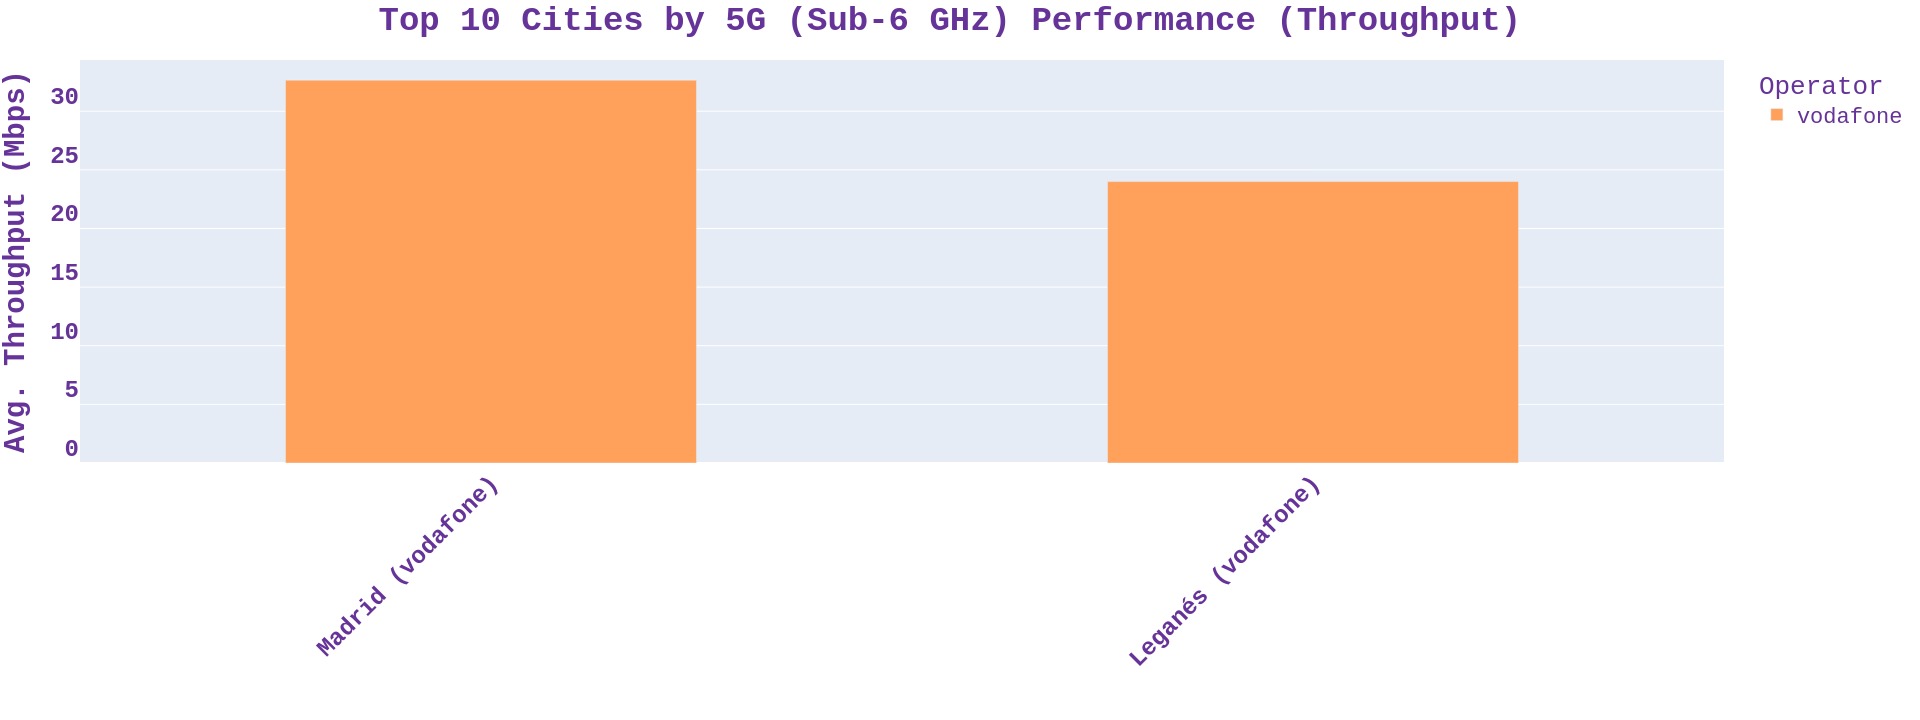 Top 10 Cities by 5G (Sub-6 GHz) Performance (Throughput)
Avg. Throughput (Mbps)
30
25
20
15
10
5
0
Madrid (vodafone)
Leganés (vodafone)
Operator
vodafone